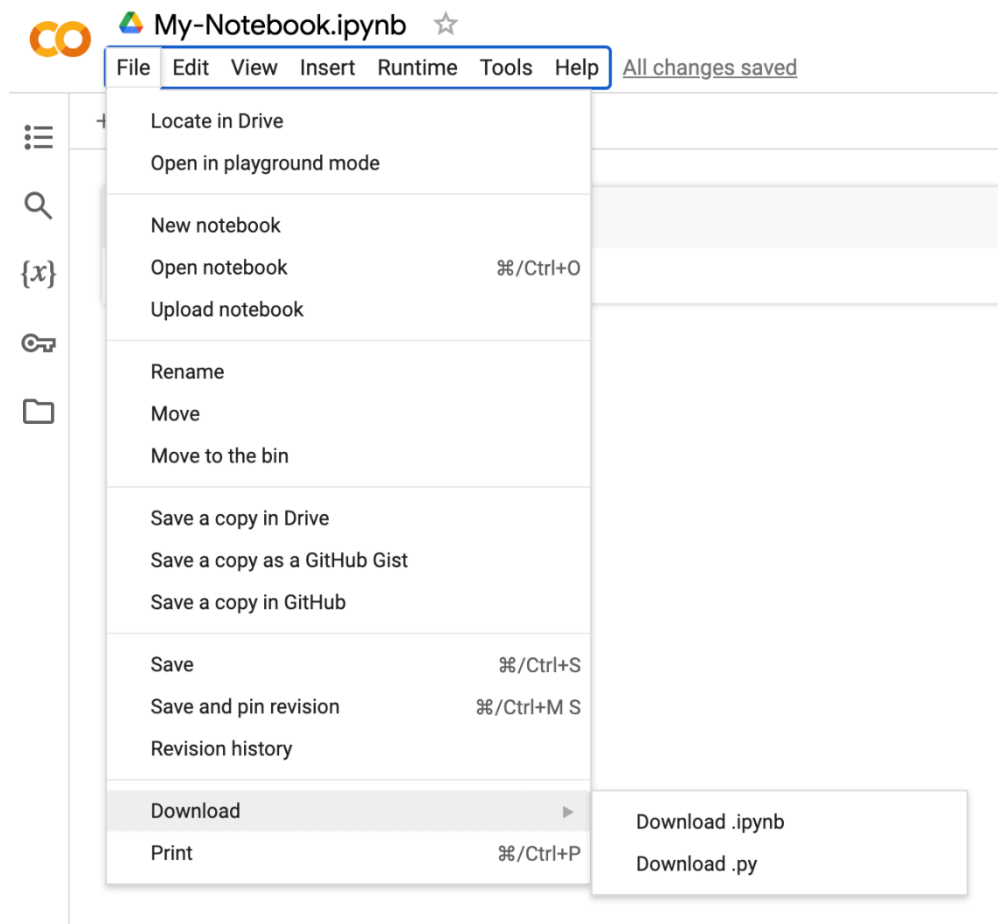 My-Notebook.ipynb
File Edit View Insert Runtime Tools Help All changes saved
Locate in Drive
Open in playground mode
New notebook
Open notebook ⌘/Ctrl+O
Upload notebook
Rename
Move
Move to the bin
Save a copy in Drive
Save a copy as a GitHub Gist
Save a copy in GitHub
Save ⌘/Ctrl+S
Save and pin revision ⌘/Ctrl+M S
Revision history
Download
Download .ipynb
Print ⌘/Ctrl+P
Download .py
{x}